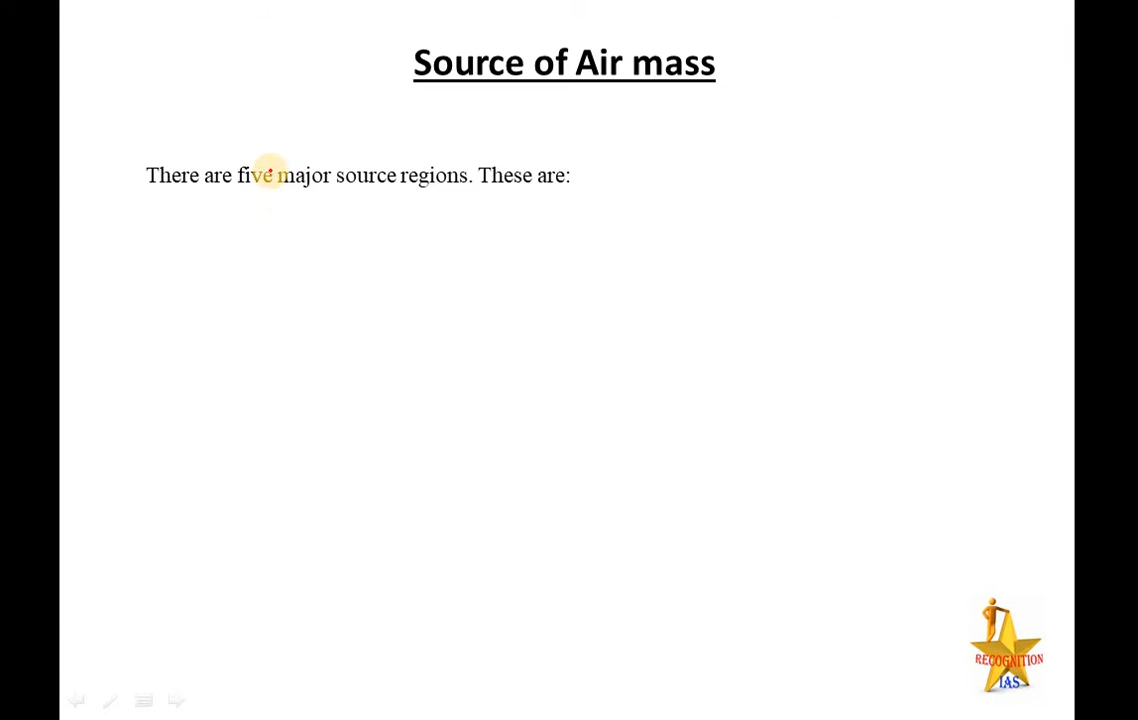 Source of Air mass
There are five major source regions. These are:
RECOGNITION
IAS